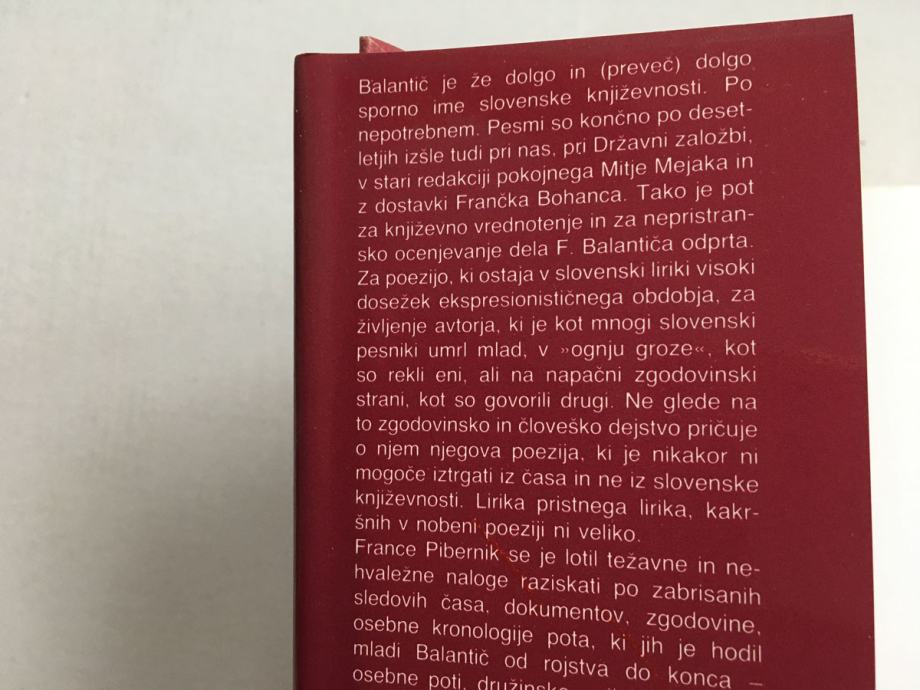 Balantič je že dolgo in (preveč) dolgo
sporno ime slovenske književnosti. Po
nepotrebnem. Pesmi so končno po deset-
letjih izšle tudi pri nas, pri Državni založbi,
v stari redakciji pokojnega Mitje Mejaka in
z dostavki Frančka Bohanca. Tako je pot
za književno vrednotenje in za nepristran-
sko ocenjevanje dela F. Balantiča odprta.
Za poezijo, ki ostaja v slovenski liriki visoki
dosežek ekspresionističnega obdobja, za
življenje avtorja, ki je kot mnogi slovenski
pesniki umrl mlad, v »ognju groze«, kot
so rekli eni, ali na napačni zgodovinski
strani, kot so govorili drugi. Ne glede na
to zgodovinsko in človeško dejstvo pričuje
o njem njegova poezija, ki je nikakor ni
mogoče iztrgati iz časa in ne iz slovenske
književnosti. Lirika pristnega lirika, kakr-
šnih v nobeni poeziji ni veliko.
France Pibernik se je lotil težavne in ne-
hvaležne naloge raziskati po zabrisanih
sledovih časa, dokumentov, zgodovine,
osebne kronologije pota, ki jih je hodil
mladi Balantič od rojstva do konca –
osebne poti, družinske